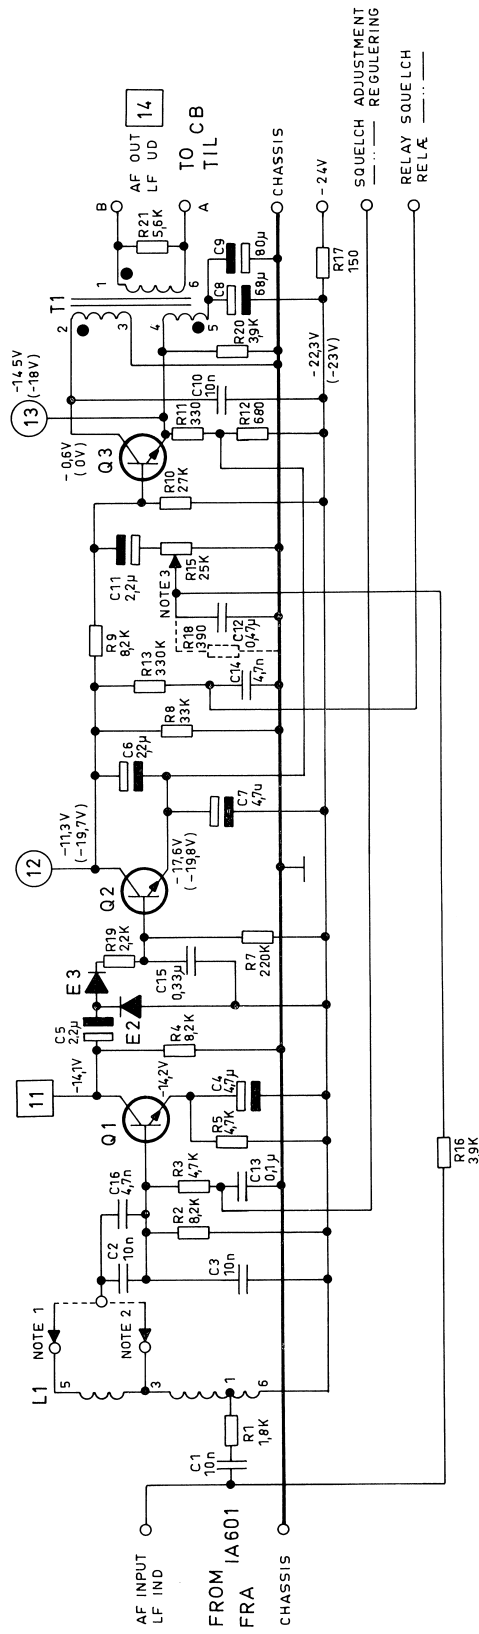 AF INPUT
LF IND
FROM IA601
FRA
CHASSIS
C1
10n
R1
1,8K
L1
5
3
1
6
NOTE 1
NOTE 2
C2
10n
C16
4,7n
C3
10n
R2
8,2K
R3
4,7K
C13
0,1µ
Q1
11
-14,1V
-14,2V
R5
4,7K
C4
4,7µ
R4
8,2K
C5
2,2µ
E3
E2
R19
2,2K
C15
0,33µ
R7
220K
Q2
12
-11,3V
(-19,7V)
-17,6V
(-19,8V)
C6
2,2µ
C7
4,7u
R8
33K
R13
330K
C14
4,7n
R9
8,2K
R18
390
C12
0,47µ
NOTE 3
C11
2,2µ
R15
25K
R10
27K
Q3
-0,6V
(0V)
13
-14,5V
(-18V)
R11
330
R12
680
C10
10n
R20
3,9K
T1
2
3
4
5
1
6
C8
68µ
C9
80µ
R21
5,6K
B
A
AF OUT
LF UD
14
TO CB
TIL
CHASSIS
-24V
R17
150
-22,3V
(-23V)
SQUELCH ADJUSTMENT
—..— REGULERING
RELAY SQUELCH
RELÆ —..—
R16
3,9K